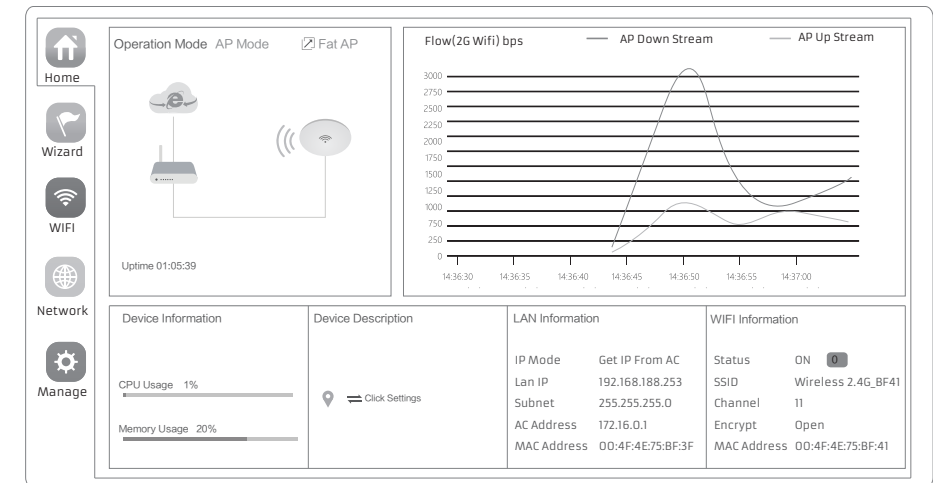 Home
Wizard
WIFI
Network
Manage
Operation Mode AP Mode Fat AP
Uptime 01:05:39
Flow(2G Wifi) bps
AP Down Stream
AP Up Stream
3000
2750
2500
2250
2000
1750
1500
1250
1000
750
250
0
14:36:30 14:36:35 14:36:40 14:36:45 14:36:50 14:36:55 14:37:00
Device Information
CPU Usage 1%
Memory Usage 20%
Device Description
Click Settings
LAN Information
IP Mode Get IP From AC
Lan IP 192.168.188.253
Subnet 255.255.255.0
AC Address 172.16.0.1
MAC Address 00:4F:4E:75:BF:3F
WIFI Information
Status ON 0
SSID Wireless 2.4G_BF41
Channel 11
Encrypt Open
MAC Address 00:4F:4E:75:BF:41